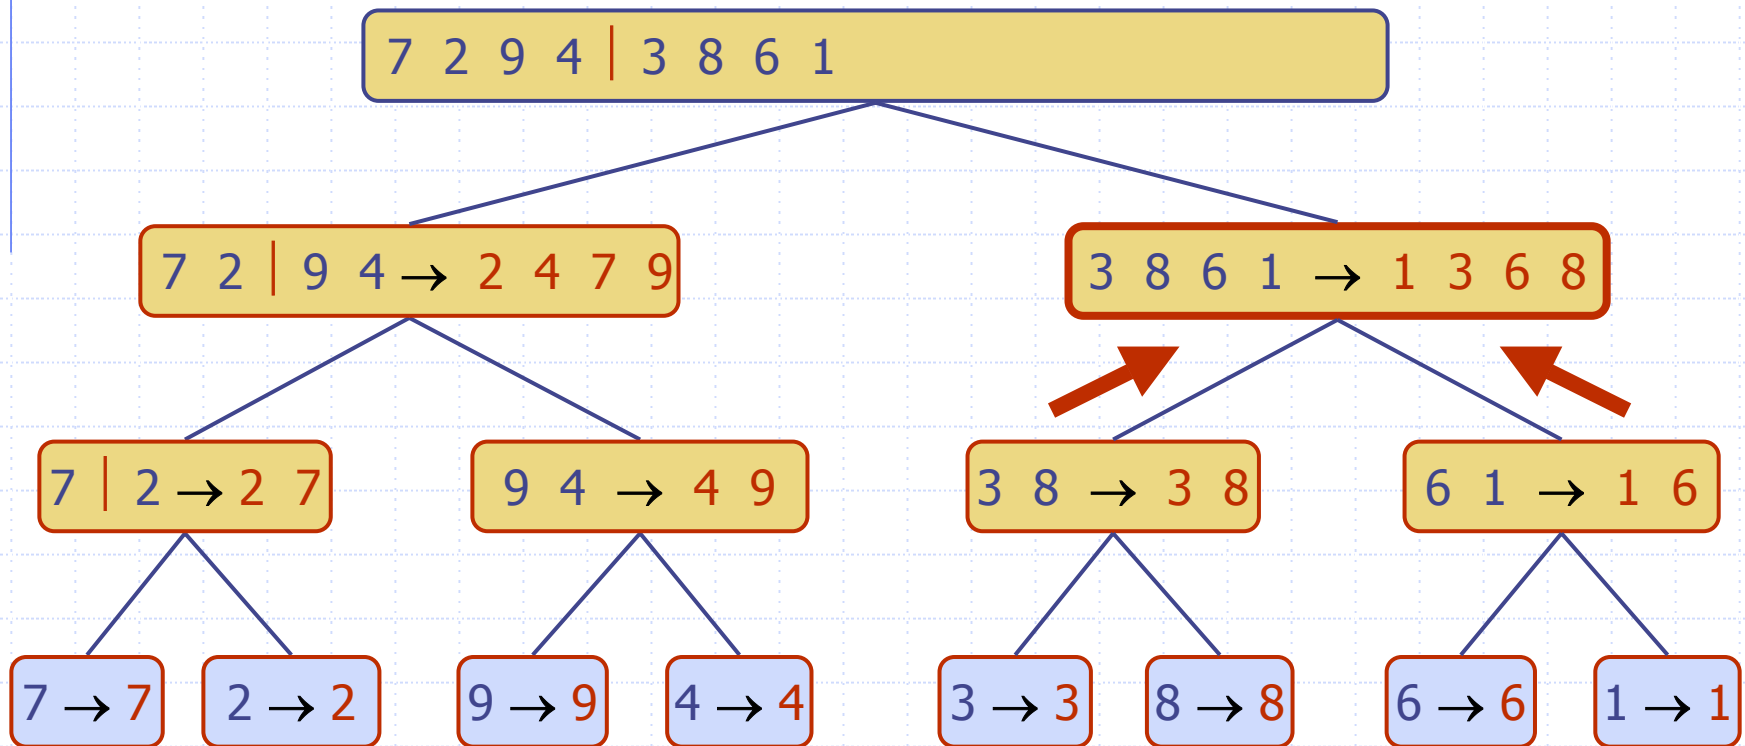 7 2 9 4 | 3 8 6 1
7 2 | 9 4 → 2 4 7 9
3 8 6 1 → 1 3 6 8
7 | 2 → 2 7
9 4 → 4 9
3 8 → 3 8
6 1 → 1 6
7 → 7
2 → 2
9 → 9
4 → 4
3 → 3
8 → 8
6 → 6
1 → 1